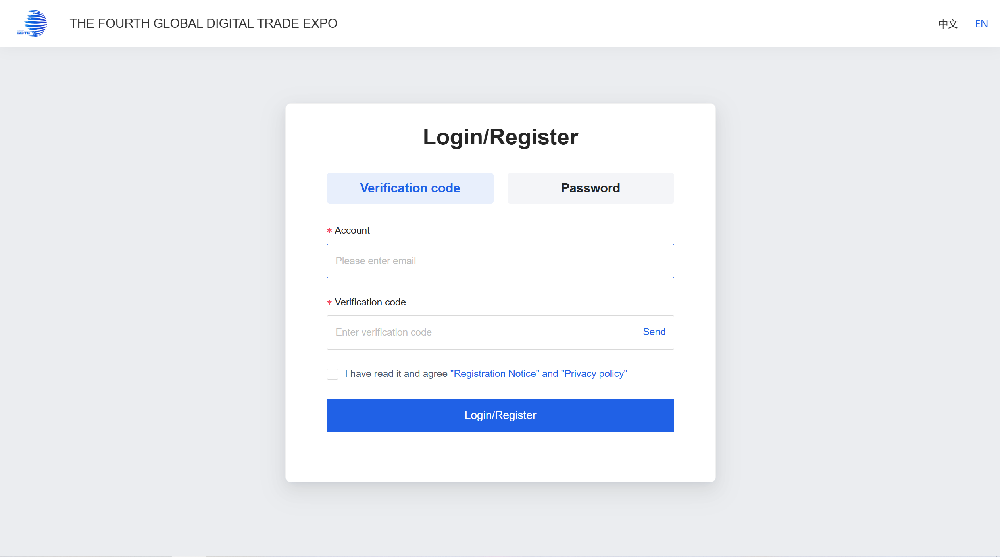 GDTE
THE FOURTH GLOBAL DIGITAL TRADE EXPO
中文
EN
Login/Register
Verification code
Password
* Account
Please enter email
* Verification code
Enter verification code
Send
I have read it and agree "Registration Notice" and "Privacy policy"
Login/Register